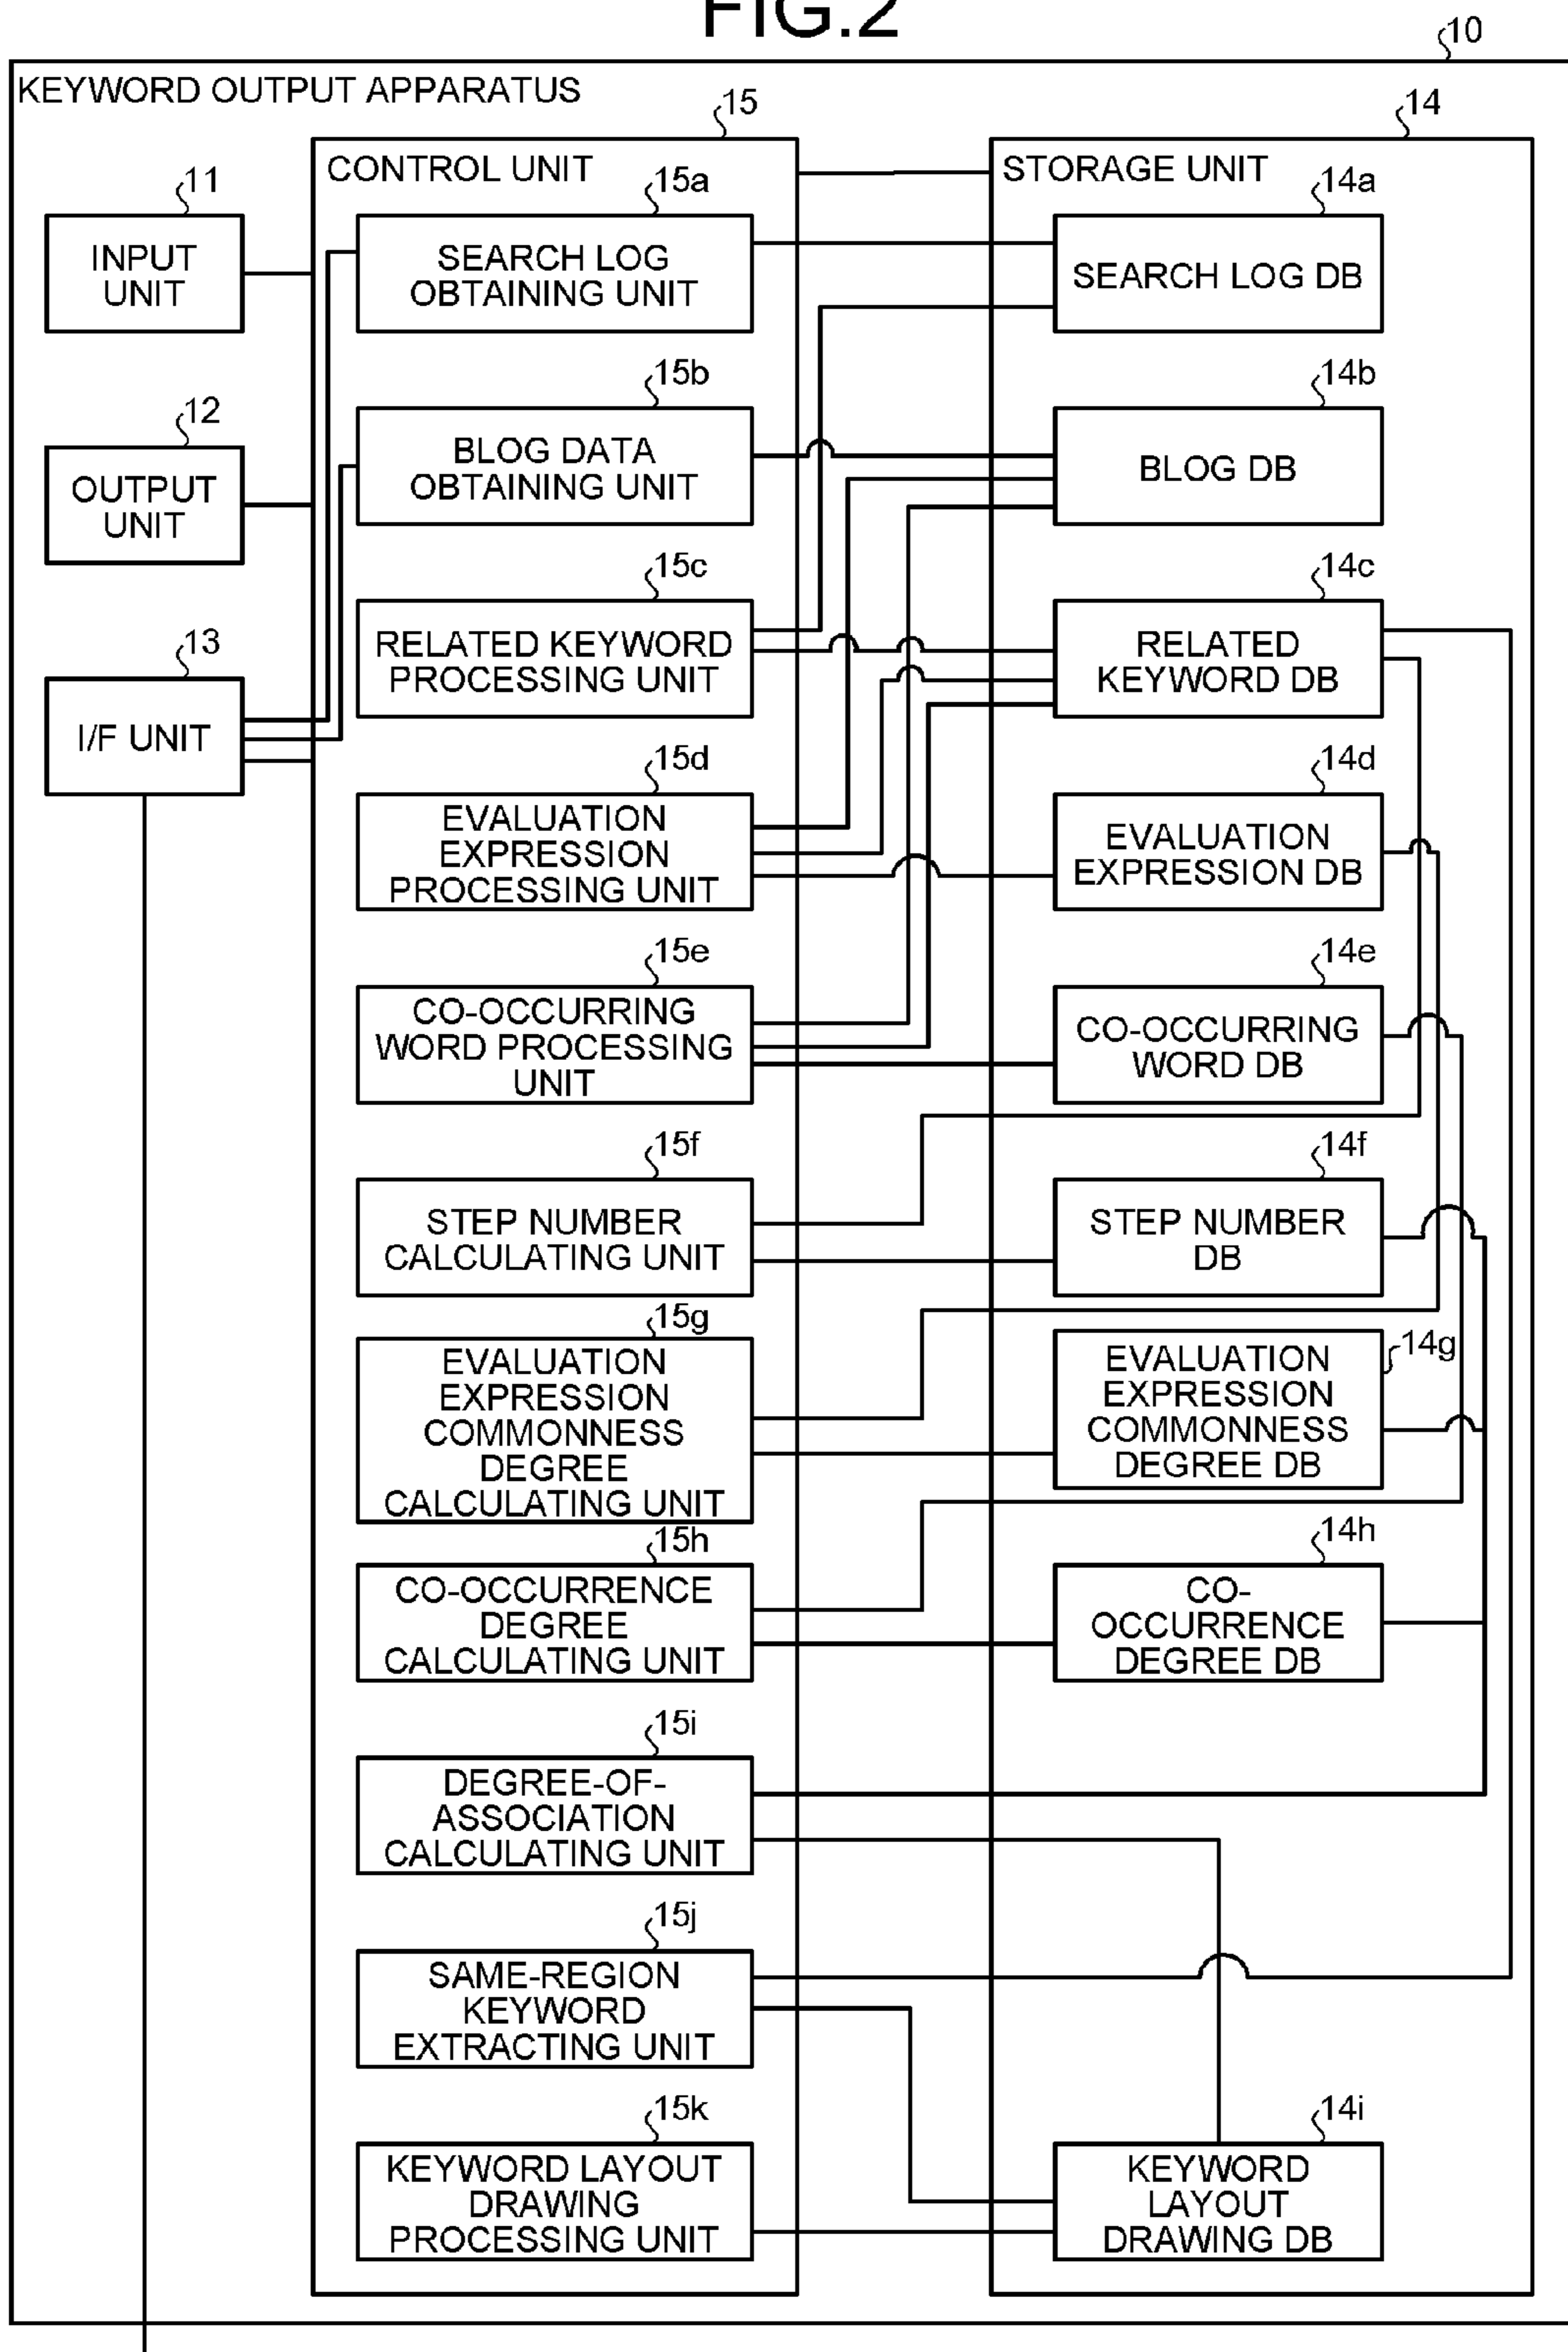 FIG.2
10
KEYWORD OUTPUT APPARATUS
11
INPUT
UNIT
12
OUTPUT
UNIT
13
I/F UNIT
15
CONTROL UNIT
15a
SEARCH LOG
OBTAINING UNIT
15b
BLOG DATA
OBTAINING UNIT
15c
RELATED KEYWORD
PROCESSING UNIT
15d
EVALUATION
EXPRESSION
PROCESSING UNIT
15e
CO-OCCURRING
WORD PROCESSING
UNIT
15f
STEP NUMBER
CALCULATING UNIT
15g
EVALUATION
EXPRESSION
COMMONNESS
DEGREE
CALCULATING UNIT
15h
CO-OCCURRENCE
DEGREE
CALCULATING UNIT
15i
DEGREE-OF-
ASSOCIATION
CALCULATING UNIT
15j
SAME-REGION
KEYWORD
EXTRACTING UNIT
15k
KEYWORD LAYOUT
DRAWING
PROCESSING UNIT
14
STORAGE UNIT
14a
SEARCH LOG DB
14b
BLOG DB
14c
RELATED
KEYWORD DB
14d
EVALUATION
EXPRESSION DB
14e
CO-OCCURRING
WORD DB
14f
STEP NUMBER
DB
14g
EVALUATION
EXPRESSION
COMMONNESS
DEGREE DB
14h
CO-
OCCURRENCE
DEGREE DB
14i
KEYWORD
LAYOUT
DRAWING DB